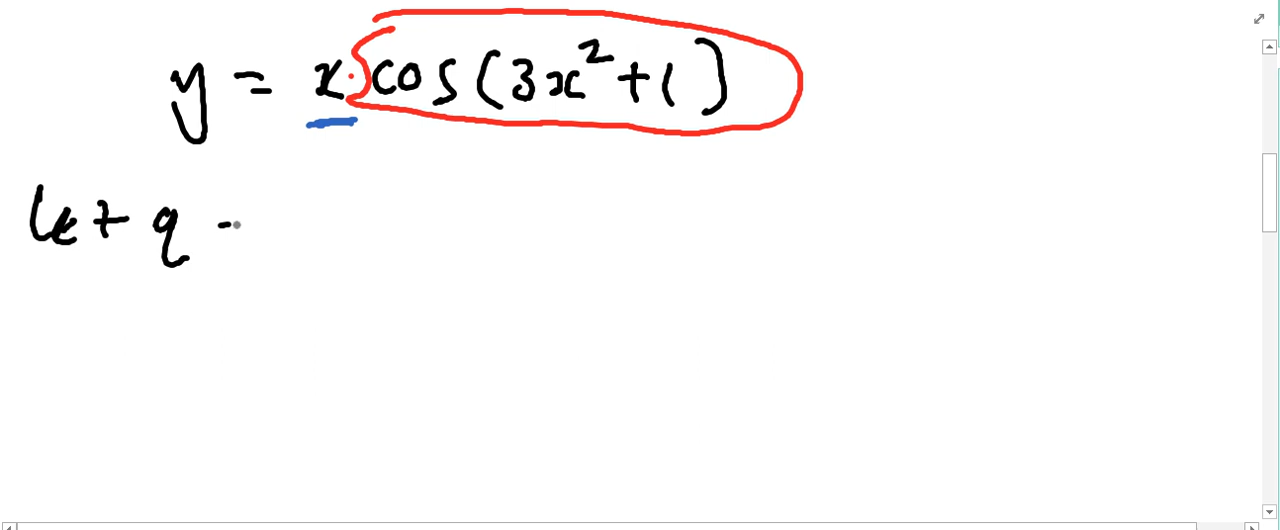 y = x·cos(3x²+1)
let q -